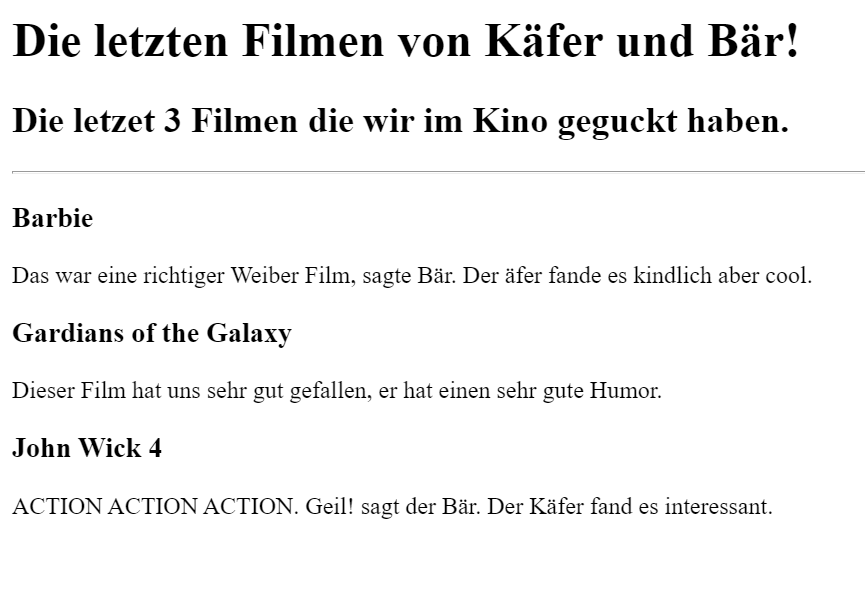 Die letzten Filmen von Käfer und Bär!
Die letzet 3 Filmen die wir im Kino geguckt haben.
Barbie
Das war eine richtiger Weiber Film, sagte Bär. Der äfer fande es kindlich aber cool.
Gardians of the Galaxy
Dieser Film hat uns sehr gut gefallen, er hat einen sehr gute Humor.
John Wick 4
ACTION ACTION ACTION. Geil! sagt der Bär. Der Käfer fand es interessant.